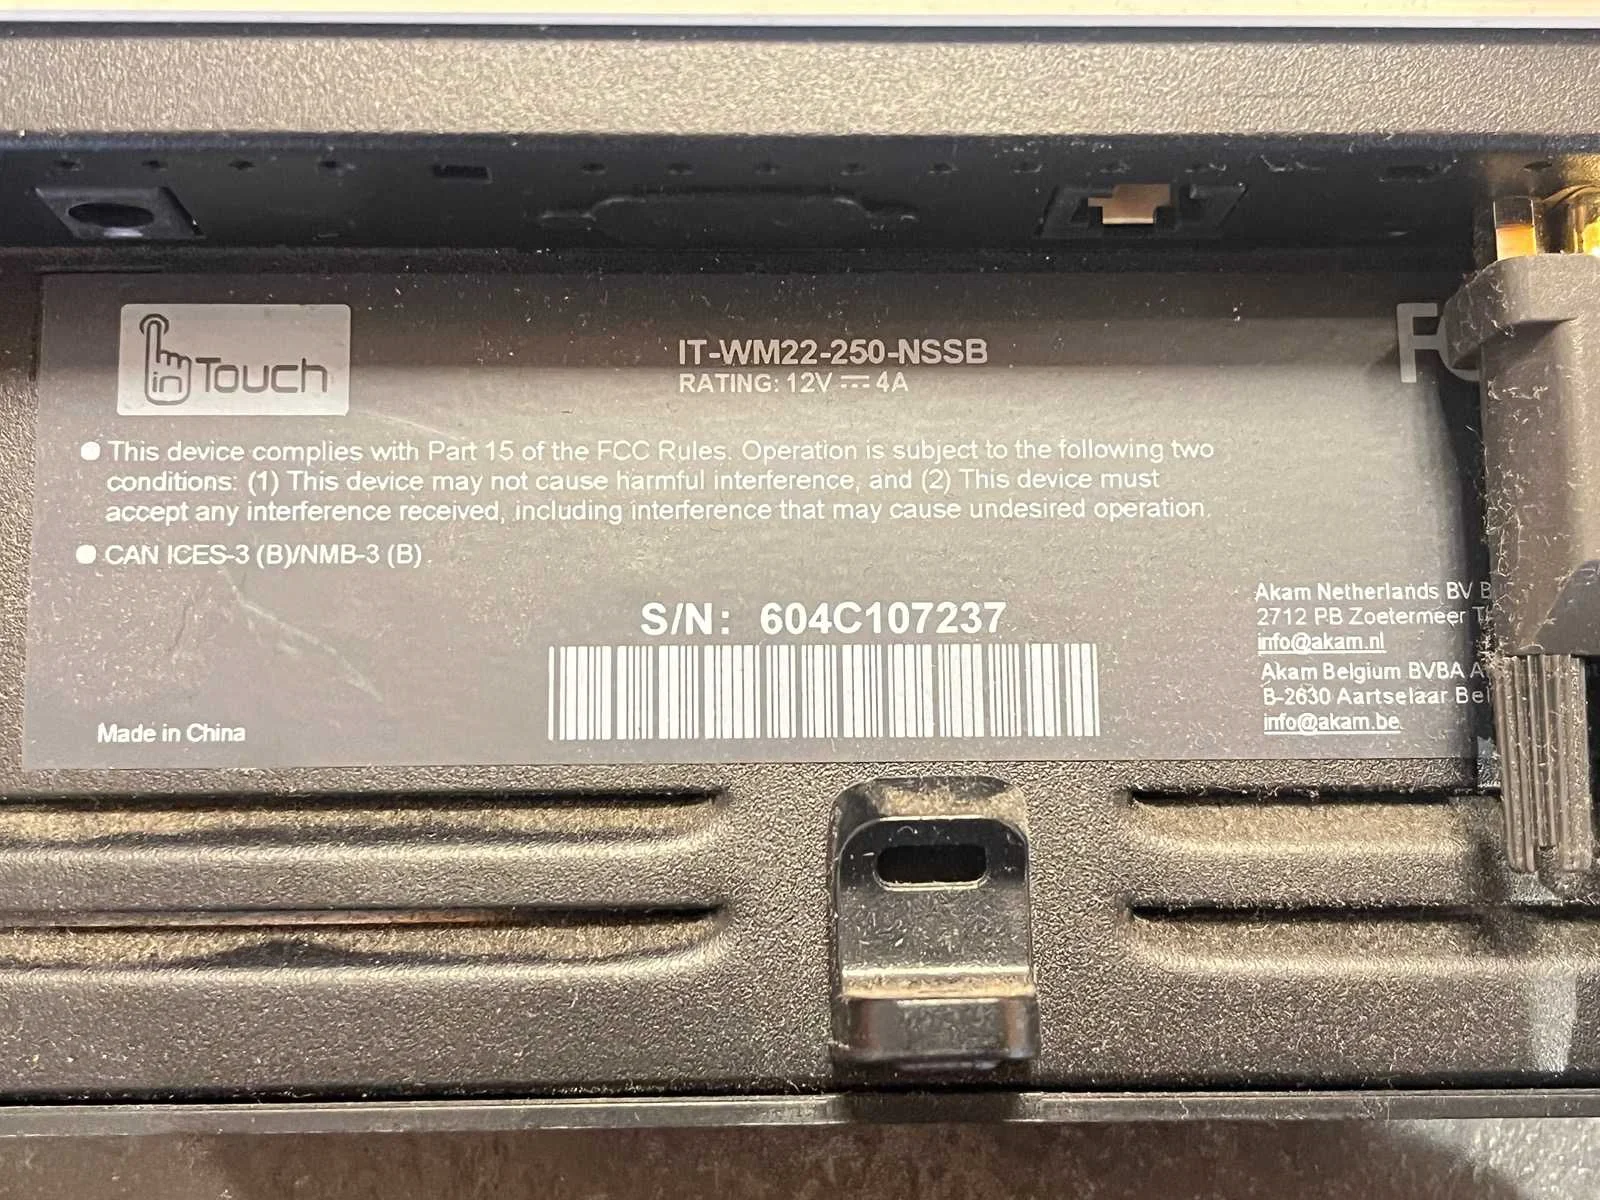 in Touch
IT-WM22-250-NSSB
RATING: 12V ⎓ 4A
● This device complies with Part 15 of the FCC Rules. Operation is subject to the following two
conditions: (1) This device may not cause harmful interference, and (2) This device must
accept any interference received, including interference that may cause undesired operation.
● CAN ICES-3 (B)/NMB-3 (B)
S/N: 604C107237
Made in China
Akam Netherlands BV
2712 PB Zoetermeer
info@akam.nl
Akam Belgium BVBA
B-2630 Aartselaar
info@akam.be